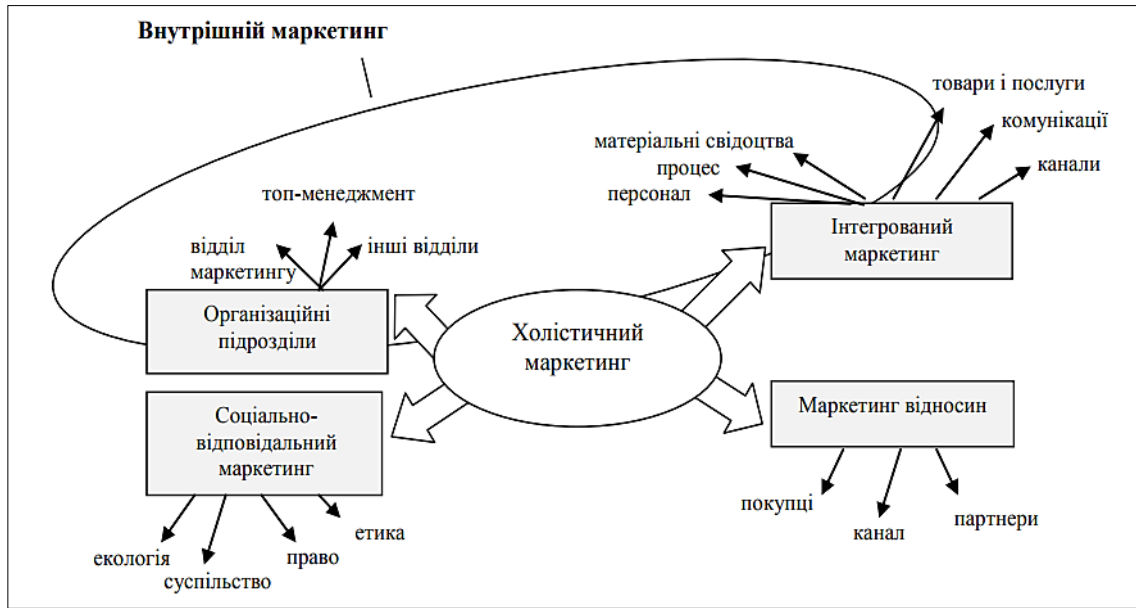 Внутрішній маркетинг
товари і послуги
комунікації
канали
матеріальні свідоцтва
процес
персонал
Інтегрований
маркетинг
топ-менеджмент
відділ
маркетингу
інші відділи
Організаційні
підрозділи
Холістичний
маркетинг
Соціально-
відповідальний
маркетинг
екологія
суспільство
право
етика
Маркетинг відносин
покупці
канал
партнери